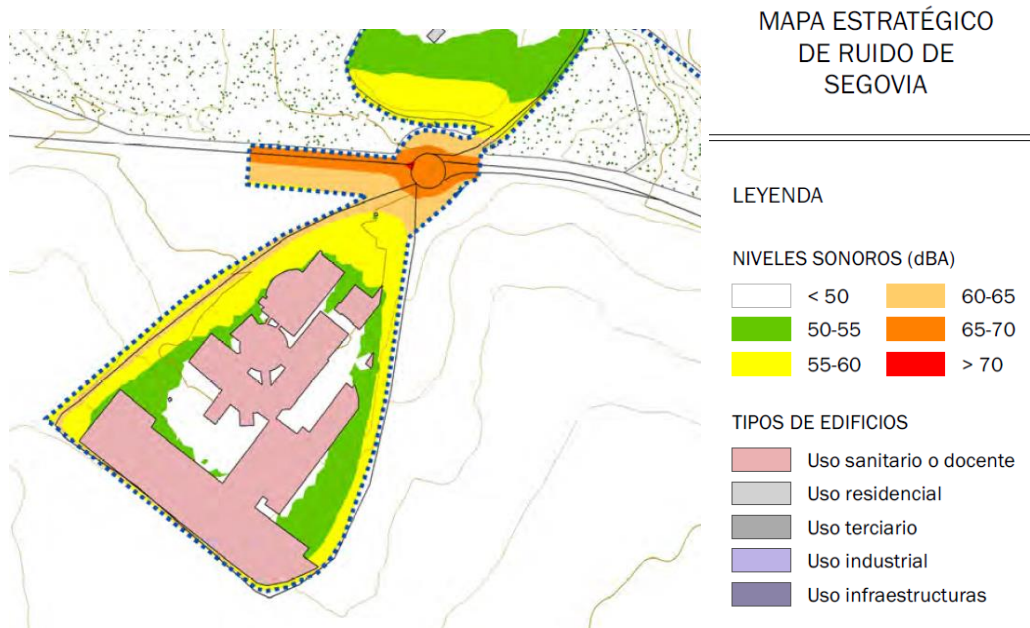 MAPA ESTRATÉGICO
DE RUIDO DE
SEGOVIA
LEYENDA
NIVELES SONOROS (dBA)
< 50
60-65
50-55
65-70
55-60
> 70
TIPOS DE EDIFICIOS
Uso sanitario o docente
Uso residencial
Uso terciario
Uso industrial
Uso infraestructuras